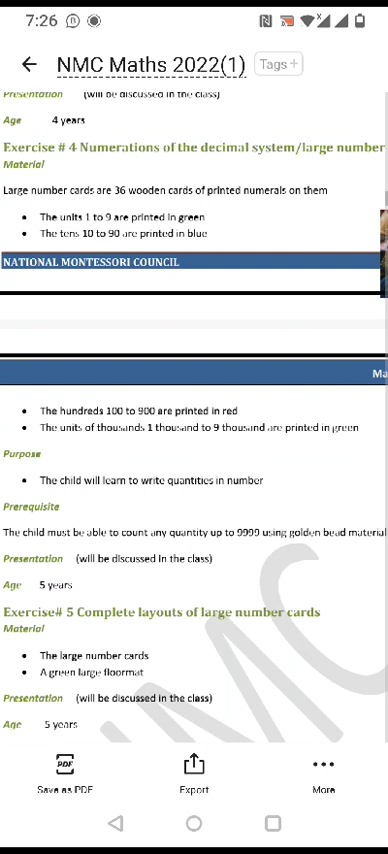 7:26
NMC Maths 2022(1) Tags+
Presentation (will be discussed in the class)
Age 4 years
Exercise # 4 Numerations of the decimal system/large number
Material
Large number cards are 36 wooden cards of printed numerals on them
• The units 1 to 9 are printed in green
• The tens 10 to 90 are printed in blue
NATIONAL MONTESSORI COUNCIL
Ma
• The hundreds 100 to 900 are printed in red
• The units of thousands 1 thousand to 9 thousand are printed in green
Purpose
• The child will learn to write quantities in number
Prerequisite
The child must be able to count any quantity up to 9999 using golden bead material
Presentation (will be discussed in the class)
Age 5 years
Exercise# 5 Complete layouts of large number cards
Material
• The large number cards
• A green large floormat
Presentation (will be discussed in the class)
Age 5 years
NMC
PDF
Save as PDF Export More